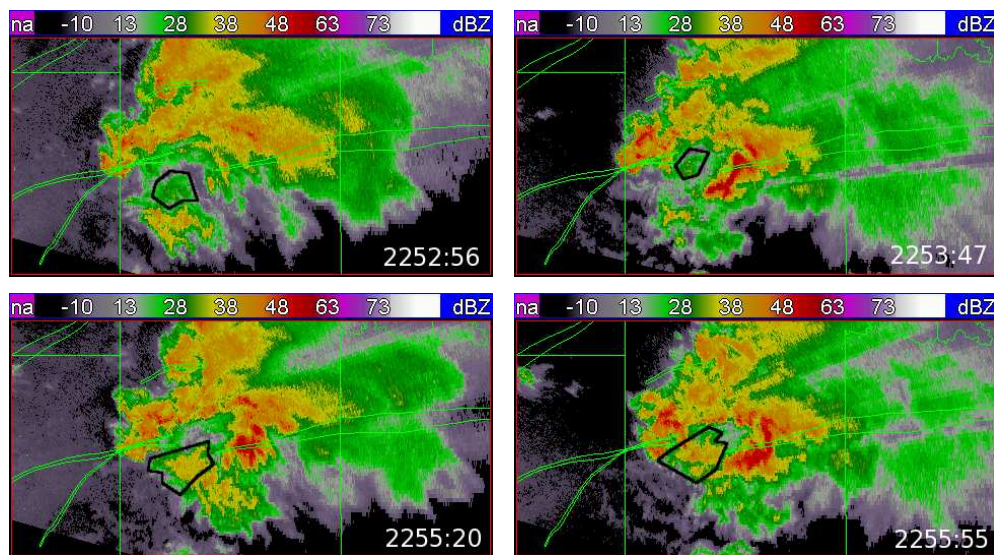 na -10 13 28 38 48 63 73 dBZ
na -10 13 28 38 48 63 73 dBZ
2252:56
2253:47
na -10 13 28 38 48 63 73 dBZ
na -10 13 28 38 48 63 73 dBZ
2255:20
2255:55